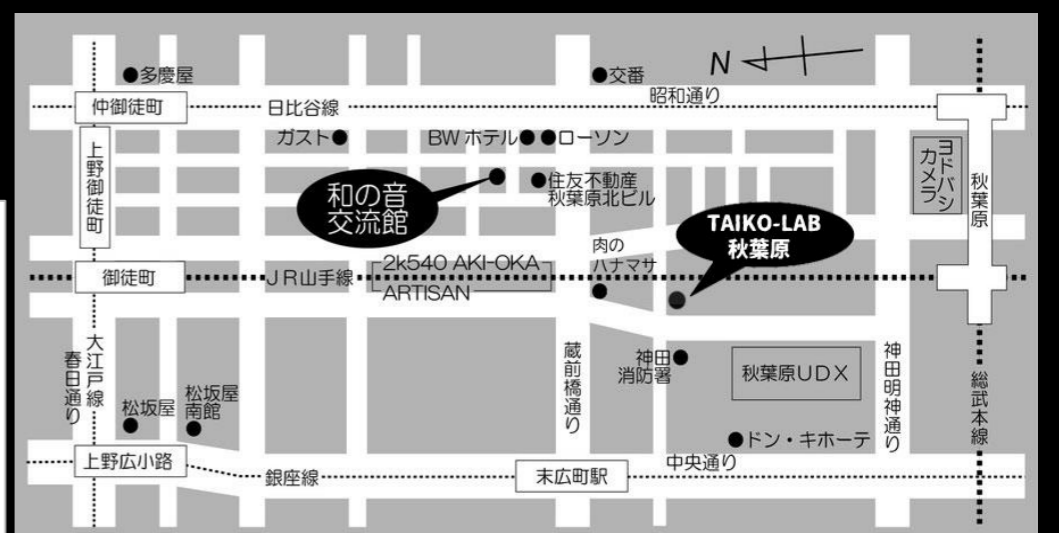 N
多慶屋
交番
昭和通り
仲御徒町
日比谷線
ガスト
BWホテル
ローソン
上野御徒町
ヨドバシ
カメラ
秋葉原
和の音
交流館
住友不動産
秋葉原北ビル
TAIKO-LAB
秋葉原
肉の
ハナマサ
御徒町
JR山手線
2k540 AKI-OKA
ARTISAN
大江戸線
春日通り
蔵前橋通り
神田
消防署
秋葉原UDX
神田明神通り
総武本線
松坂屋
松坂屋
南館
ドン・キホーテ
上野広小路
銀座線
末広町駅
中央通り